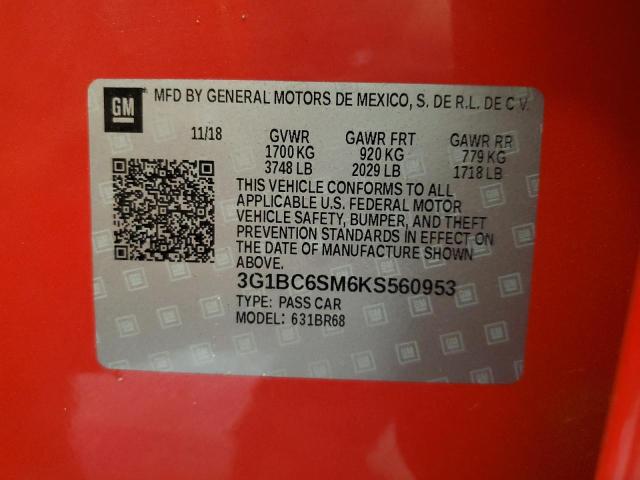 GM MFD BY GENERAL MOTORS DE MEXICO, S. DE R.L. DE C V.
11/18 GVWR GAWR FRT GAWR RR
1700 KG 920 KG 779 KG
3748 LB 2029 LB 1718 LB
THIS VEHICLE CONFORMS TO ALL
APPLICABLE U.S. FEDERAL MOTOR
VEHICLE SAFETY, BUMPER, AND THEFT
PREVENTION STANDARDS IN EFFECT ON
THE DATE OF MANUFACTURE SHOWN
ABOVE.
3G1BC6SM6KS560953
TYPE: PASS CAR
MODEL: 631BR68